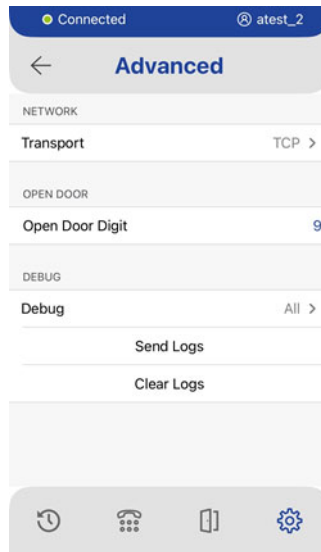 Connected atest_2
Advanced
NETWORK
Transport TCP
OPEN DOOR
Open Door Digit 9
DEBUG
Debug All
Send Logs
Clear Logs